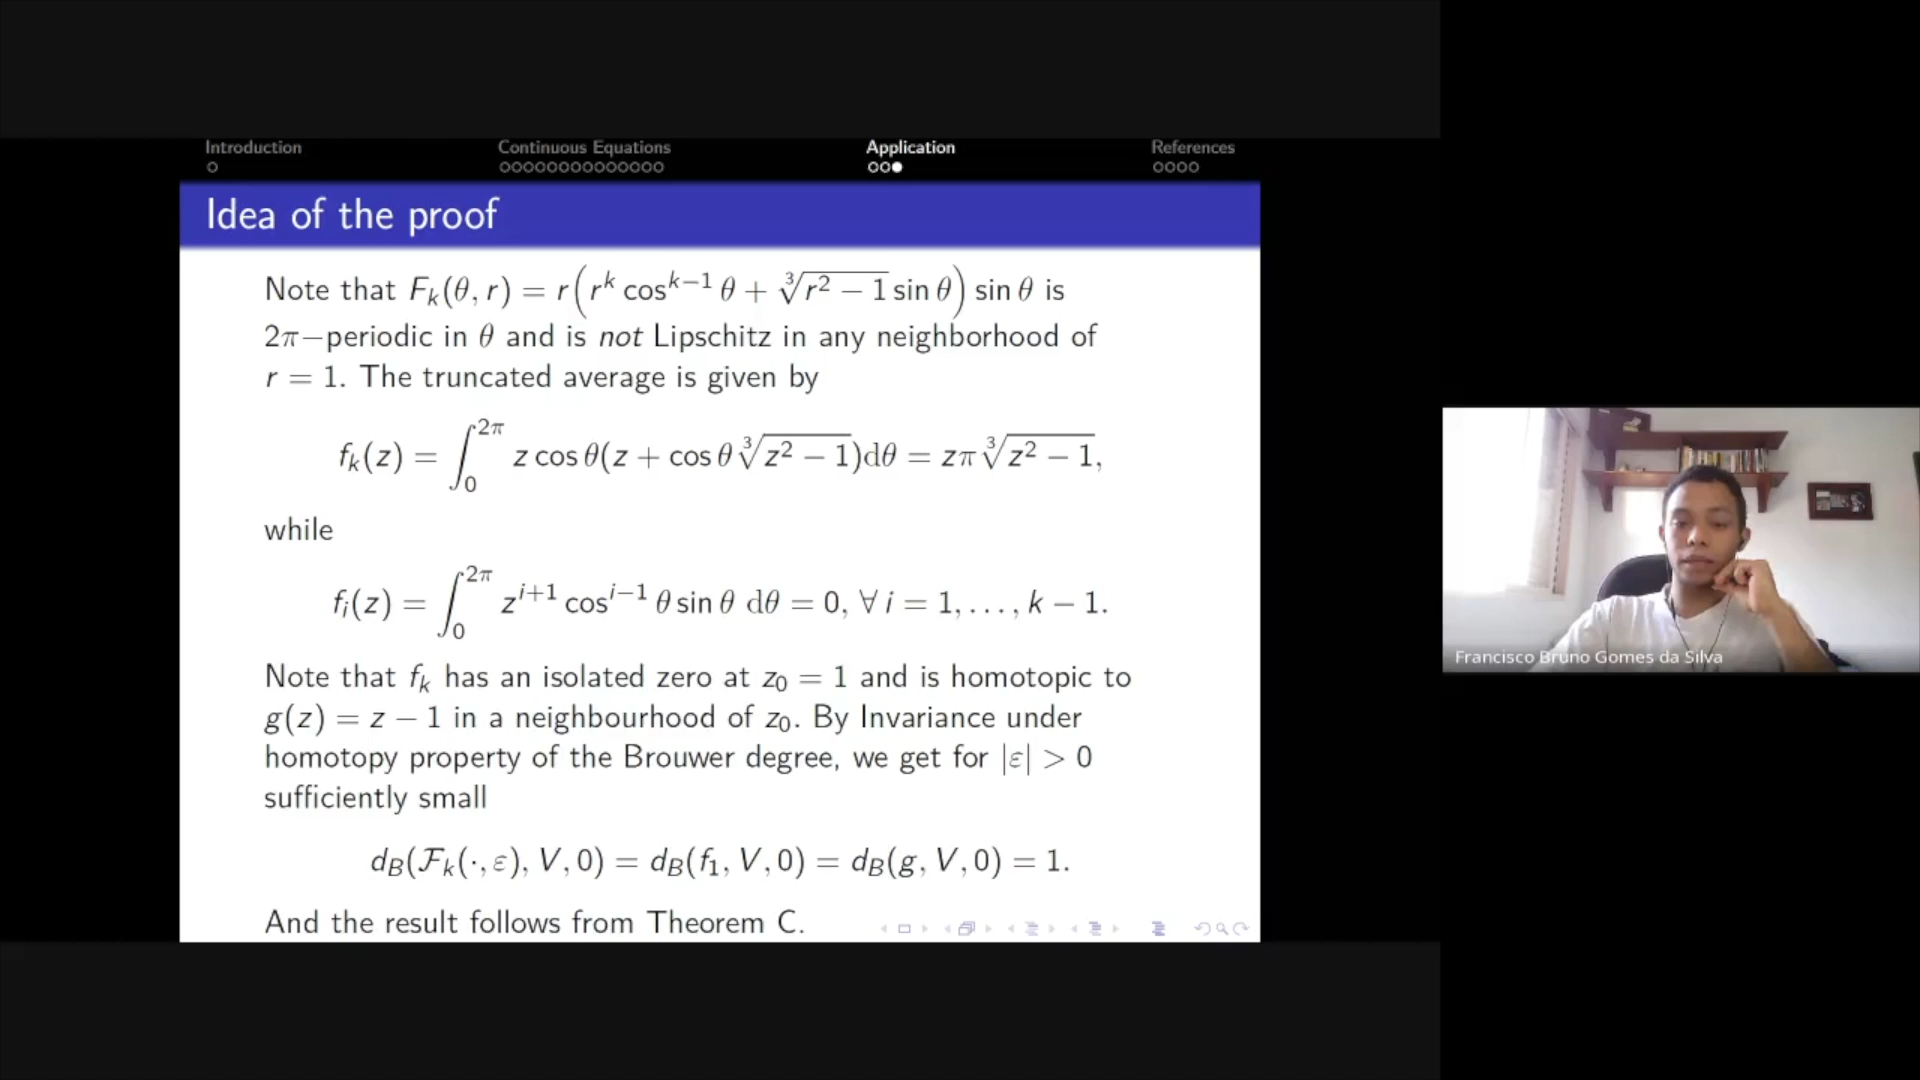 Introduction Continuous Equations Application References
Idea of the proof
Note that F_k(θ, r) = r(r^k cos^{k−1} θ + ∛(r² − 1) sin θ) sin θ is
2π−periodic in θ and is not Lipschitz in any neighborhood of
r = 1. The truncated average is given by
f_k(z) = ∫_0^{2π} z cos θ(z + cos θ ∛(z² − 1))dθ = zπ ∛(z² − 1),
while
f_i(z) = ∫_0^{2π} z^{i+1} cos^{i−1} θ sin θ dθ = 0, ∀ i = 1, . . . , k − 1.
Note that f_k has an isolated zero at z_0 = 1 and is homotopic to
g(z) = z − 1 in a neighbourhood of z_0. By Invariance under
homotopy property of the Brouwer degree, we get for |ε| > 0
sufficiently small
d_B(ℱ_k(·, ε), V, 0) = d_B(f_1, V, 0) = d_B(g, V, 0) = 1.
And the result follows from Theorem C.
Francisco Bruno Gomes da Silva